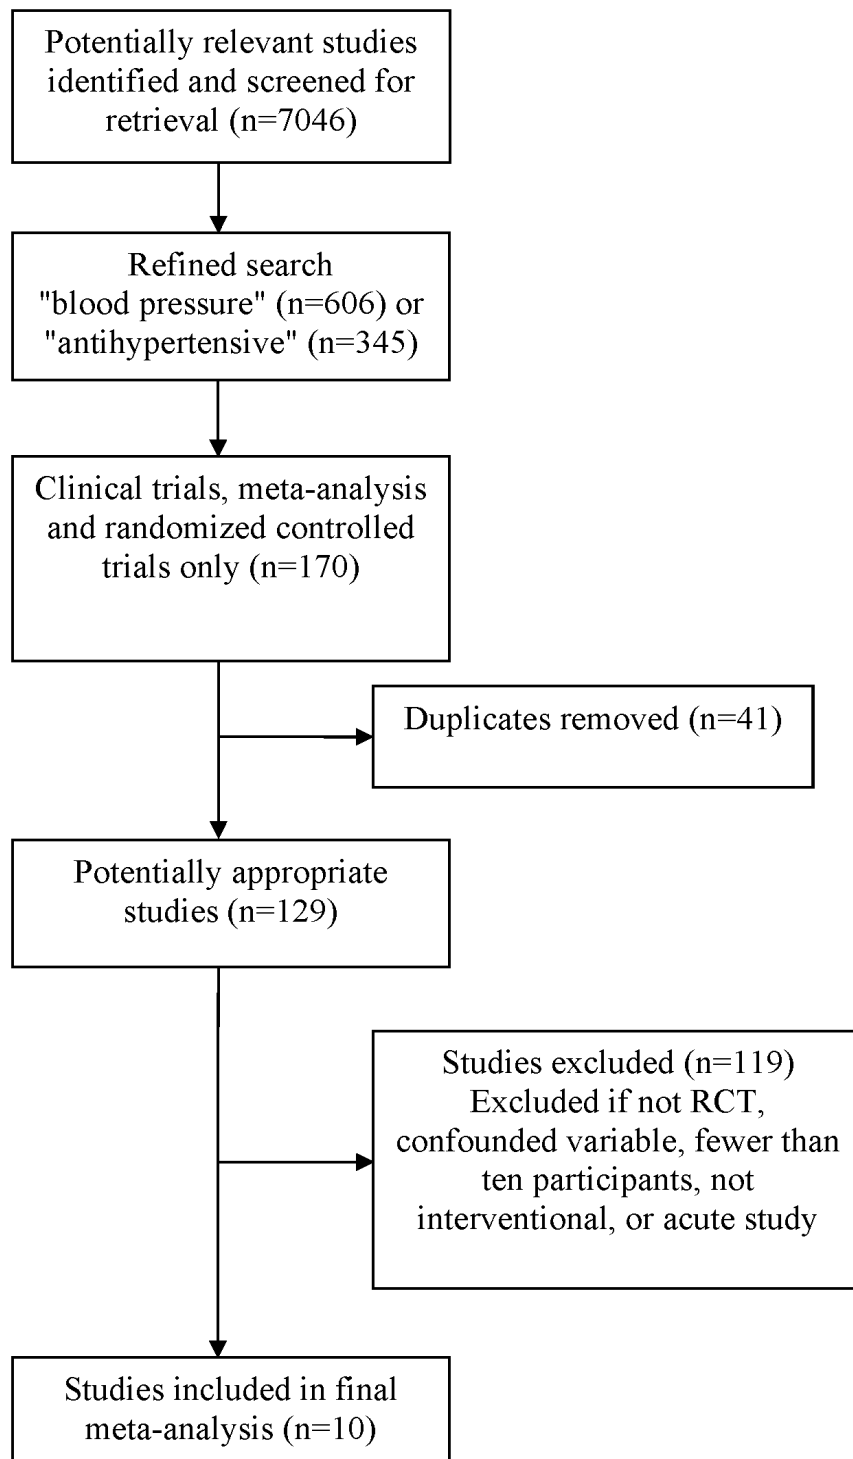 Potentially relevant studies
identified and screened for
retrieval (n=7046)
Refined search
"blood pressure" (n=606) or
"antihypertensive" (n=345)
Clinical trials, meta-analysis
and randomized controlled
trials only (n=170)
Duplicates removed (n=41)
Potentially appropriate
studies (n=129)
Studies excluded (n=119)
Excluded if not RCT,
confounded variable, fewer than
ten participants, not
interventional, or acute study
Studies included in final
meta-analysis (n=10)